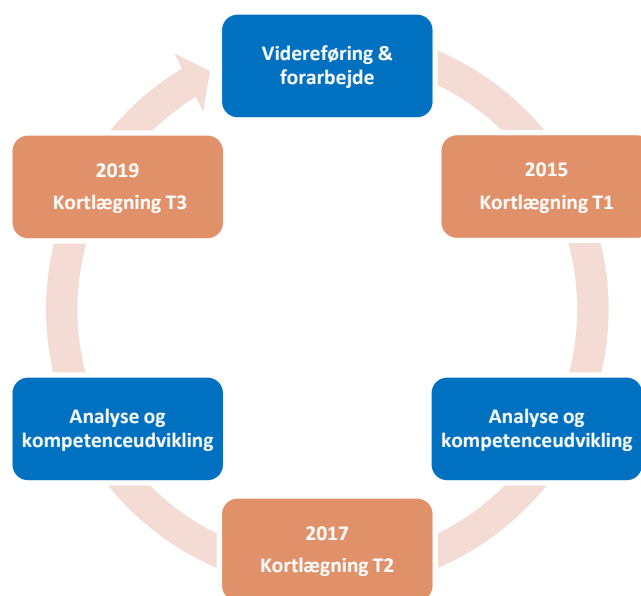 Videreføring &
forarbejde
2015
Kortlægning T1
Analyse og
kompetenceudvikling
2017
Kortlægning T2
Analyse og
kompetenceudvikling
2019
Kortlægning T3